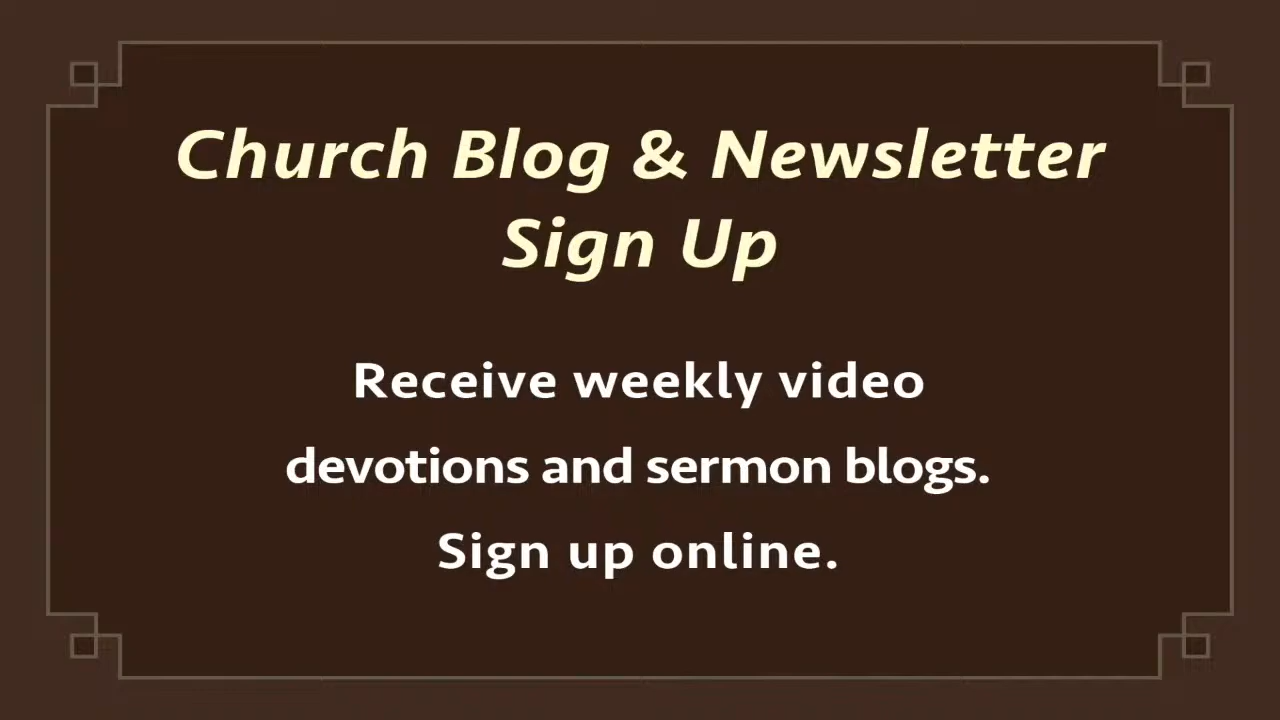 Church Blog & Newsletter
Sign Up
Receive weekly video
devotions and sermon blogs.
Sign up online.